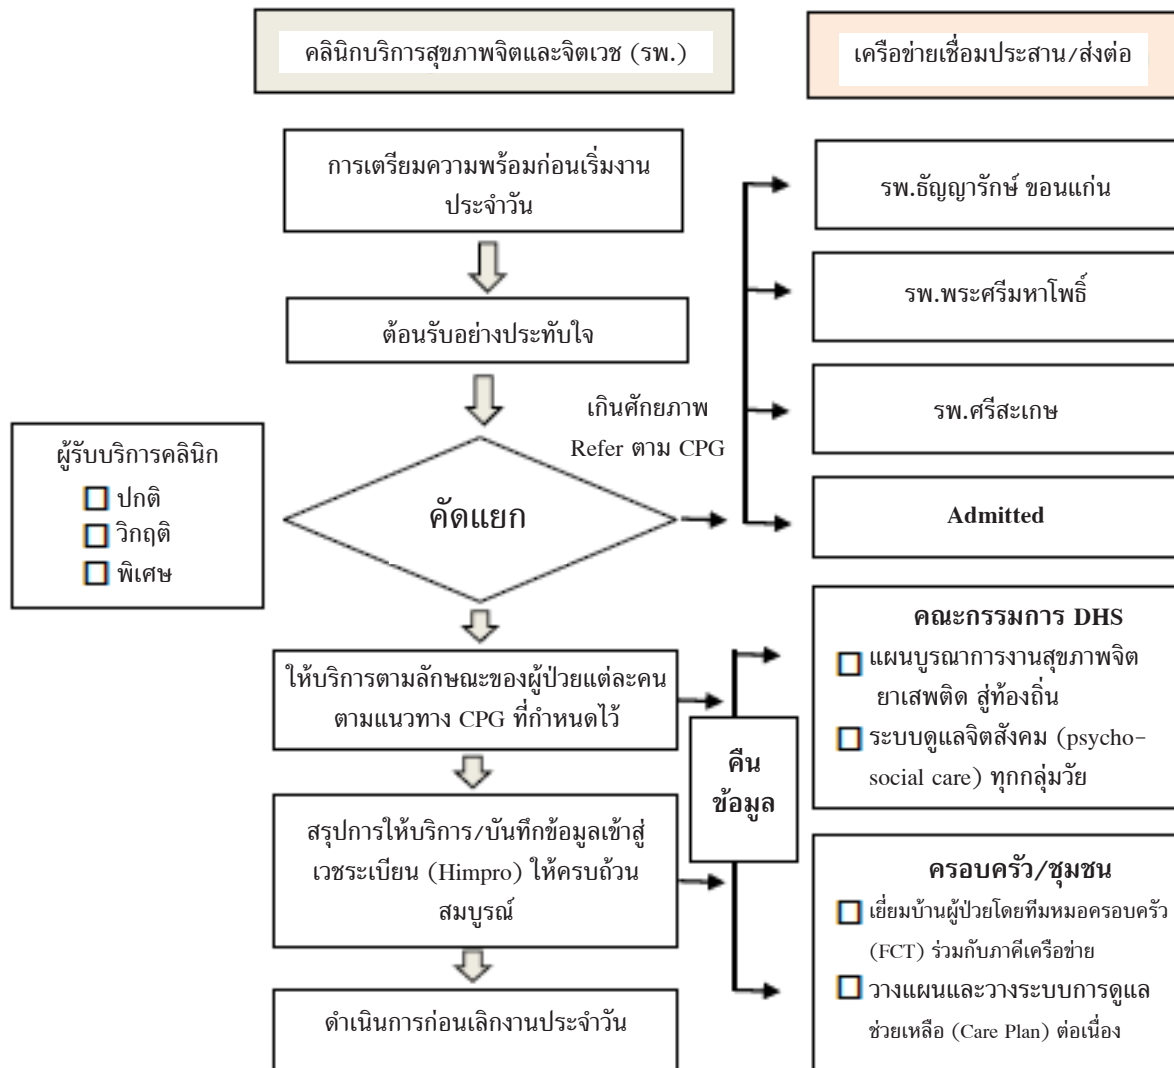 คลินิกบริการสุขภาพจิตและจิตเวช (รพ.)
เครือข่ายเชื่อมประสาน/ส่งต่อ
การเตรียมความพร้อมก่อนเริ่มงาน
ประจำวัน
ต้อนรับอย่างประทับใจ
เกินศักยภาพ
Refer ตาม CPG
ผู้รับบริการคลินิก
ปกติ
วิกฤติ
พิเศษ
คัดแยก
รพ.ธัญญารักษ์ ขอนแก่น
รพ.พระศรีมหาโพธิ์
รพ.ศรีสะเกษ
Admitted
ให้บริการตามลักษณะของผู้ป่วยแต่ละคน
ตามแนวทาง CPG ที่กำหนดไว้
สรุปการให้บริการ/บันทึกข้อมูลเข้าสู่
เวชระเบียน (Himpro) ให้ครบถ้วน
สมบูรณ์
ดำเนินการก่อนเลิกงานประจำวัน
คืน
ข้อมูล
คณะกรรมการ DHS
แผนบูรณาการงานสุขภาพจิต
ยาเสพติด สู่ท้องถิ่น
ระบบดูแลจิตสังคม (psycho-
social care) ทุกกลุ่มวัย
ครอบครัว/ชุมชน
เยี่ยมบ้านผู้ป่วยโดยทีมหมอครอบครัว
(FCT) ร่วมกับภาคีเครือข่าย
วางแผนและวางระบบการดูแล
ช่วยเหลือ (Care Plan) ต่อเนื่อง